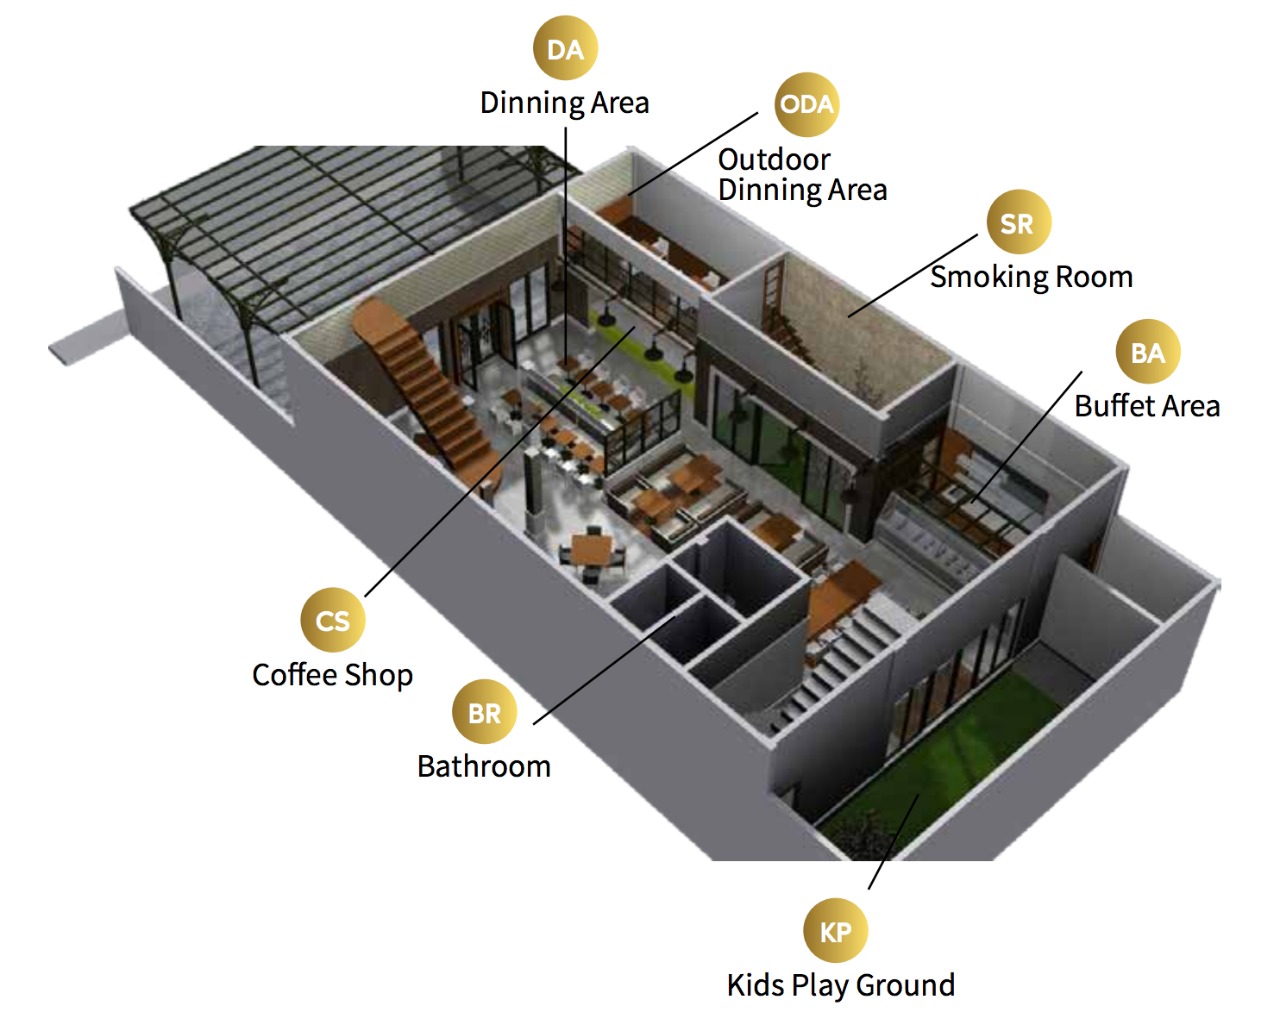 DA
Dinning Area
ODA
Outdoor
Dinning Area
SR
Smoking Room
BA
Buffet Area
CS
Coffee Shop
BR
Bathroom
KP
Kids Play Ground